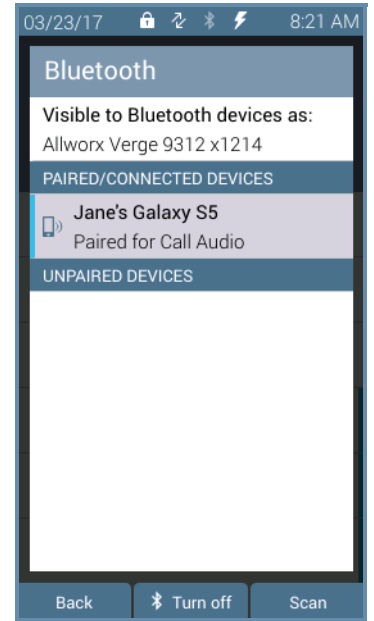 03/23/17 8:21 AM
Bluetooth
Visible to Bluetooth devices as:
Allworx Verge 9312 x1214
PAIRED/CONNECTED DEVICES
Jane's Galaxy S5
Paired for Call Audio
UNPAIRED DEVICES
Back Turn off Scan